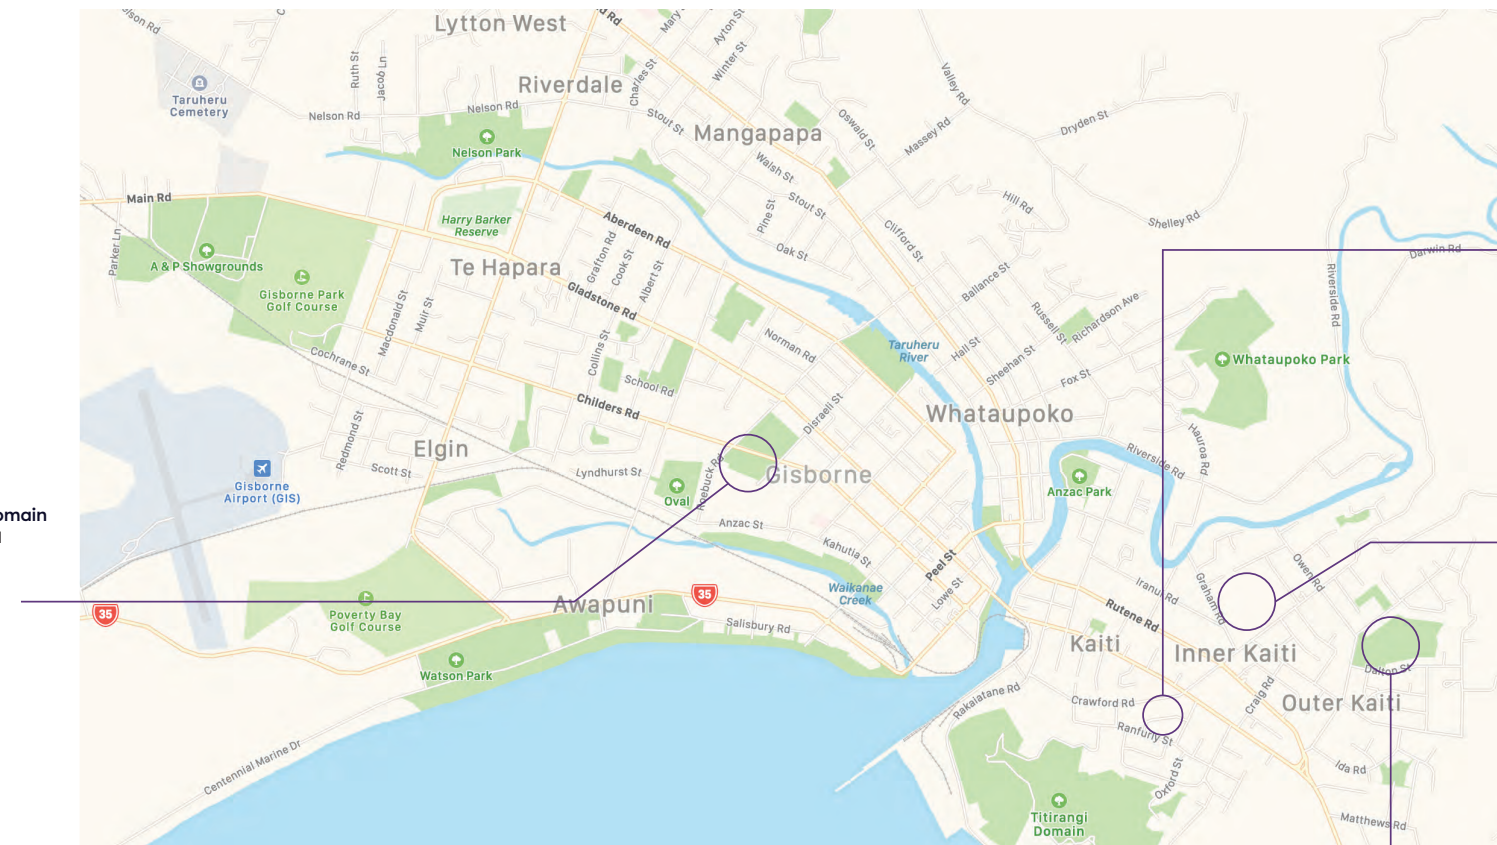 Lytton West
Mary
Ayton St
Winter St
Ruth St
Jacob Ln
Riverdale
Charles St
Valley Rd
Taruheru
Cemetery
Nelson Rd
Nelson Rd
Stout St
Oswald St
Massey Rd
Dryden St
Mangapapa
Nelson Park
Walsh St
Main Rd
Stout St
Pine St
Hill Rd
Shelley Rd
Harry Barker
Reserve
Aberdeen Rd
Clifford St
Parker Ln
Grafton Rd
Cook St
Albert St
Oak St
Darwin Rd
A & P Showgrounds
Te Hapara
Ballance St
Riverside Rd
Gisborne Park
Golf Course
Gladstone Rd
Macdonald St
Muir St
Russell St
Richardson Ave
Norman Rd
Taruheru
River
Hall St
Sheehan St
Whataupoko Park
Cochrane St
Collins St
School Rd
Fox St
Childers Rd
Disraeli St
Whataupoko
Redmond St
Elgin
Hauroa Rd
Riverside Rd
Scott St
Lyndhurst St
Roebuck Rd
Gisborne
Gisborne
Airport (GIS)
Oval
Anzac Park
omain
Anzac St
Kahutia St
Peel St
Owen Rd
Waikanae
Creek
Lowe St
Iranui Rd
Graham Rd
35
35
Awapuni
Rutene Rd
Poverty Bay
Golf Course
Salisbury Rd
Kaiti
Inner Kaiti
Watson Park
Dalton St
Rakaiatane Rd
Crawford Rd
Craig Rd
Outer Kaiti
Ranfurly St
Centennial Marine Dr
Oxford St
Ida Rd
Titirangi
Domain
Matthews Rd